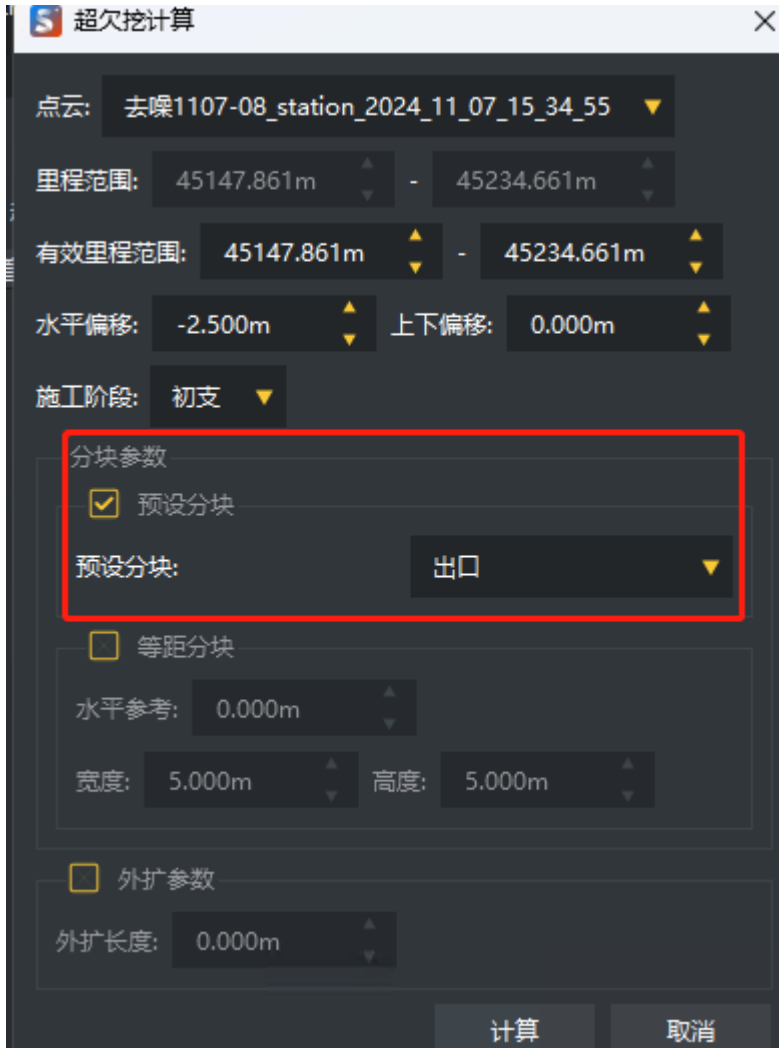 超欠挖计算
点云: 去噪1107-08_station_2024_11_07_15_34_55
里程范围: 45147.861m - 45234.661m
有效里程范围: 45147.861m - 45234.661m
水平偏移: -2.500m 上下偏移: 0.000m
施工阶段: 初支
分块参数
预设分块
预设分块: 出口
等距分块
水平参考: 0.000m
宽度: 5.000m 高度: 5.000m
外扩参数
外扩长度: 0.000m
计算 取消